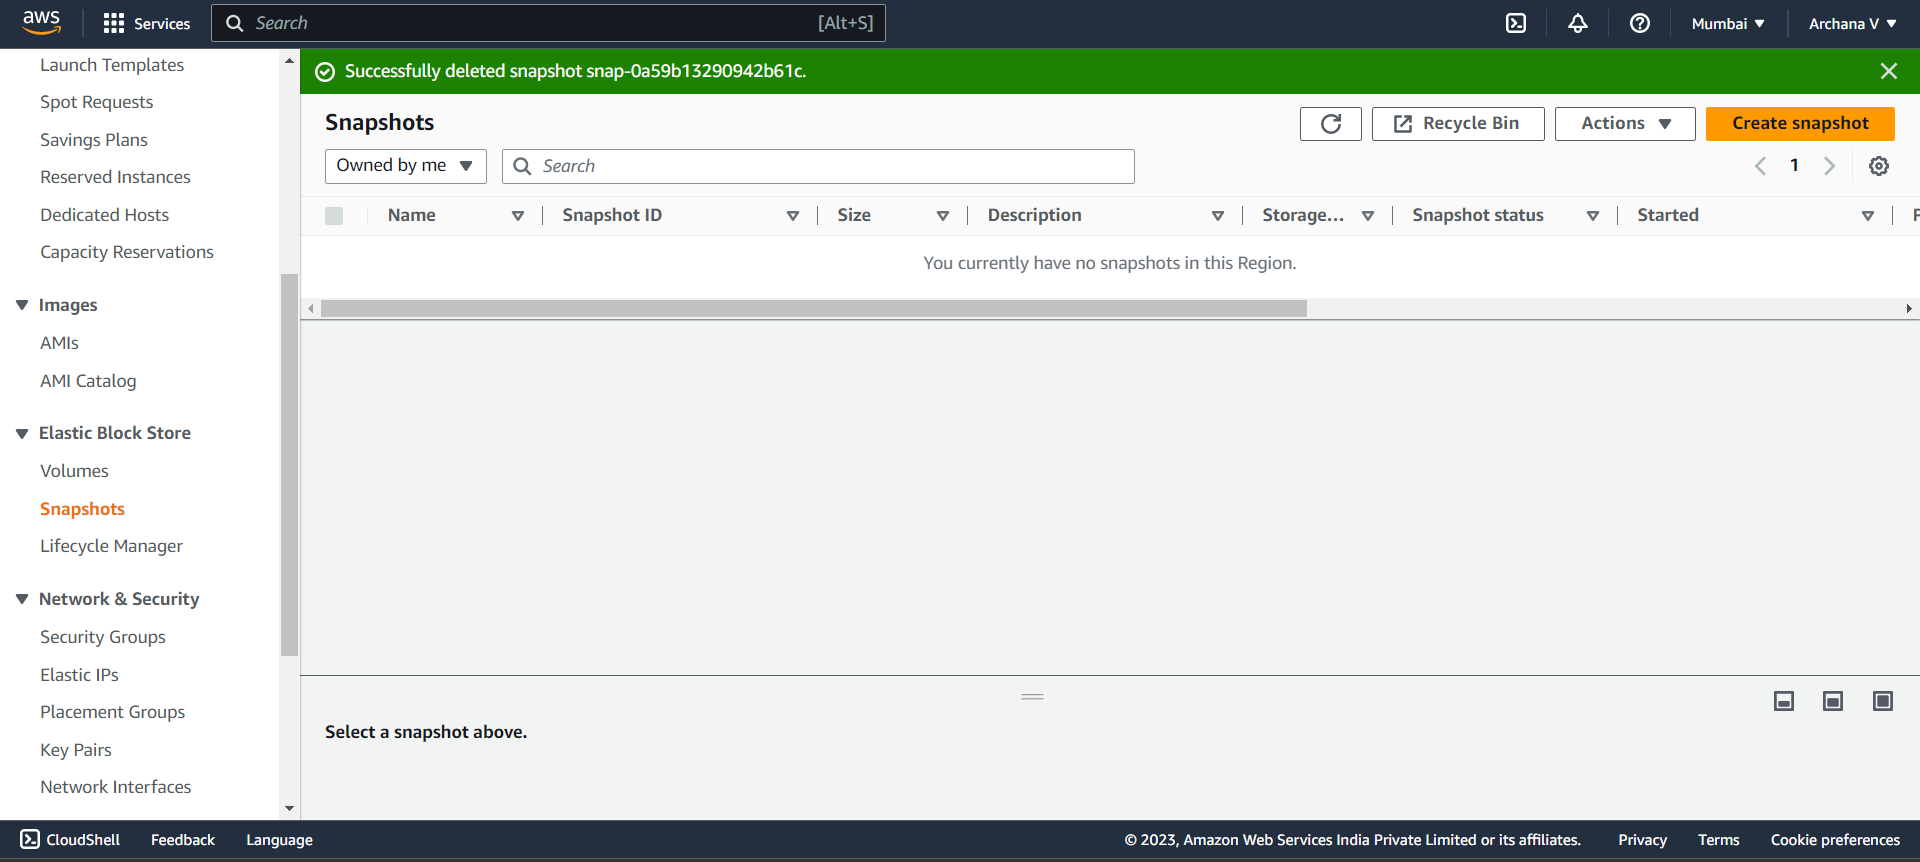 aws
Services
Search
[Alt+S]
Mumbai
Archana V
Launch Templates
Spot Requests
Savings Plans
Reserved Instances
Dedicated Hosts
Capacity Reservations
Images
AMIs
AMI Catalog
Elastic Block Store
Volumes
Snapshots
Lifecycle Manager
Network & Security
Security Groups
Elastic IPs
Placement Groups
Key Pairs
Network Interfaces
Successfully deleted snapshot snap-0a59b13290942b61c.
Snapshots
Recycle Bin
Actions
Create snapshot
Owned by me
Search
1
Name
Snapshot ID
Size
Description
Storage...
Snapshot status
Started
You currently have no snapshots in this Region.
Select a snapshot above.
CloudShell
Feedback
Language
© 2023, Amazon Web Services India Private Limited or its affiliates.
Privacy
Terms
Cookie preferences